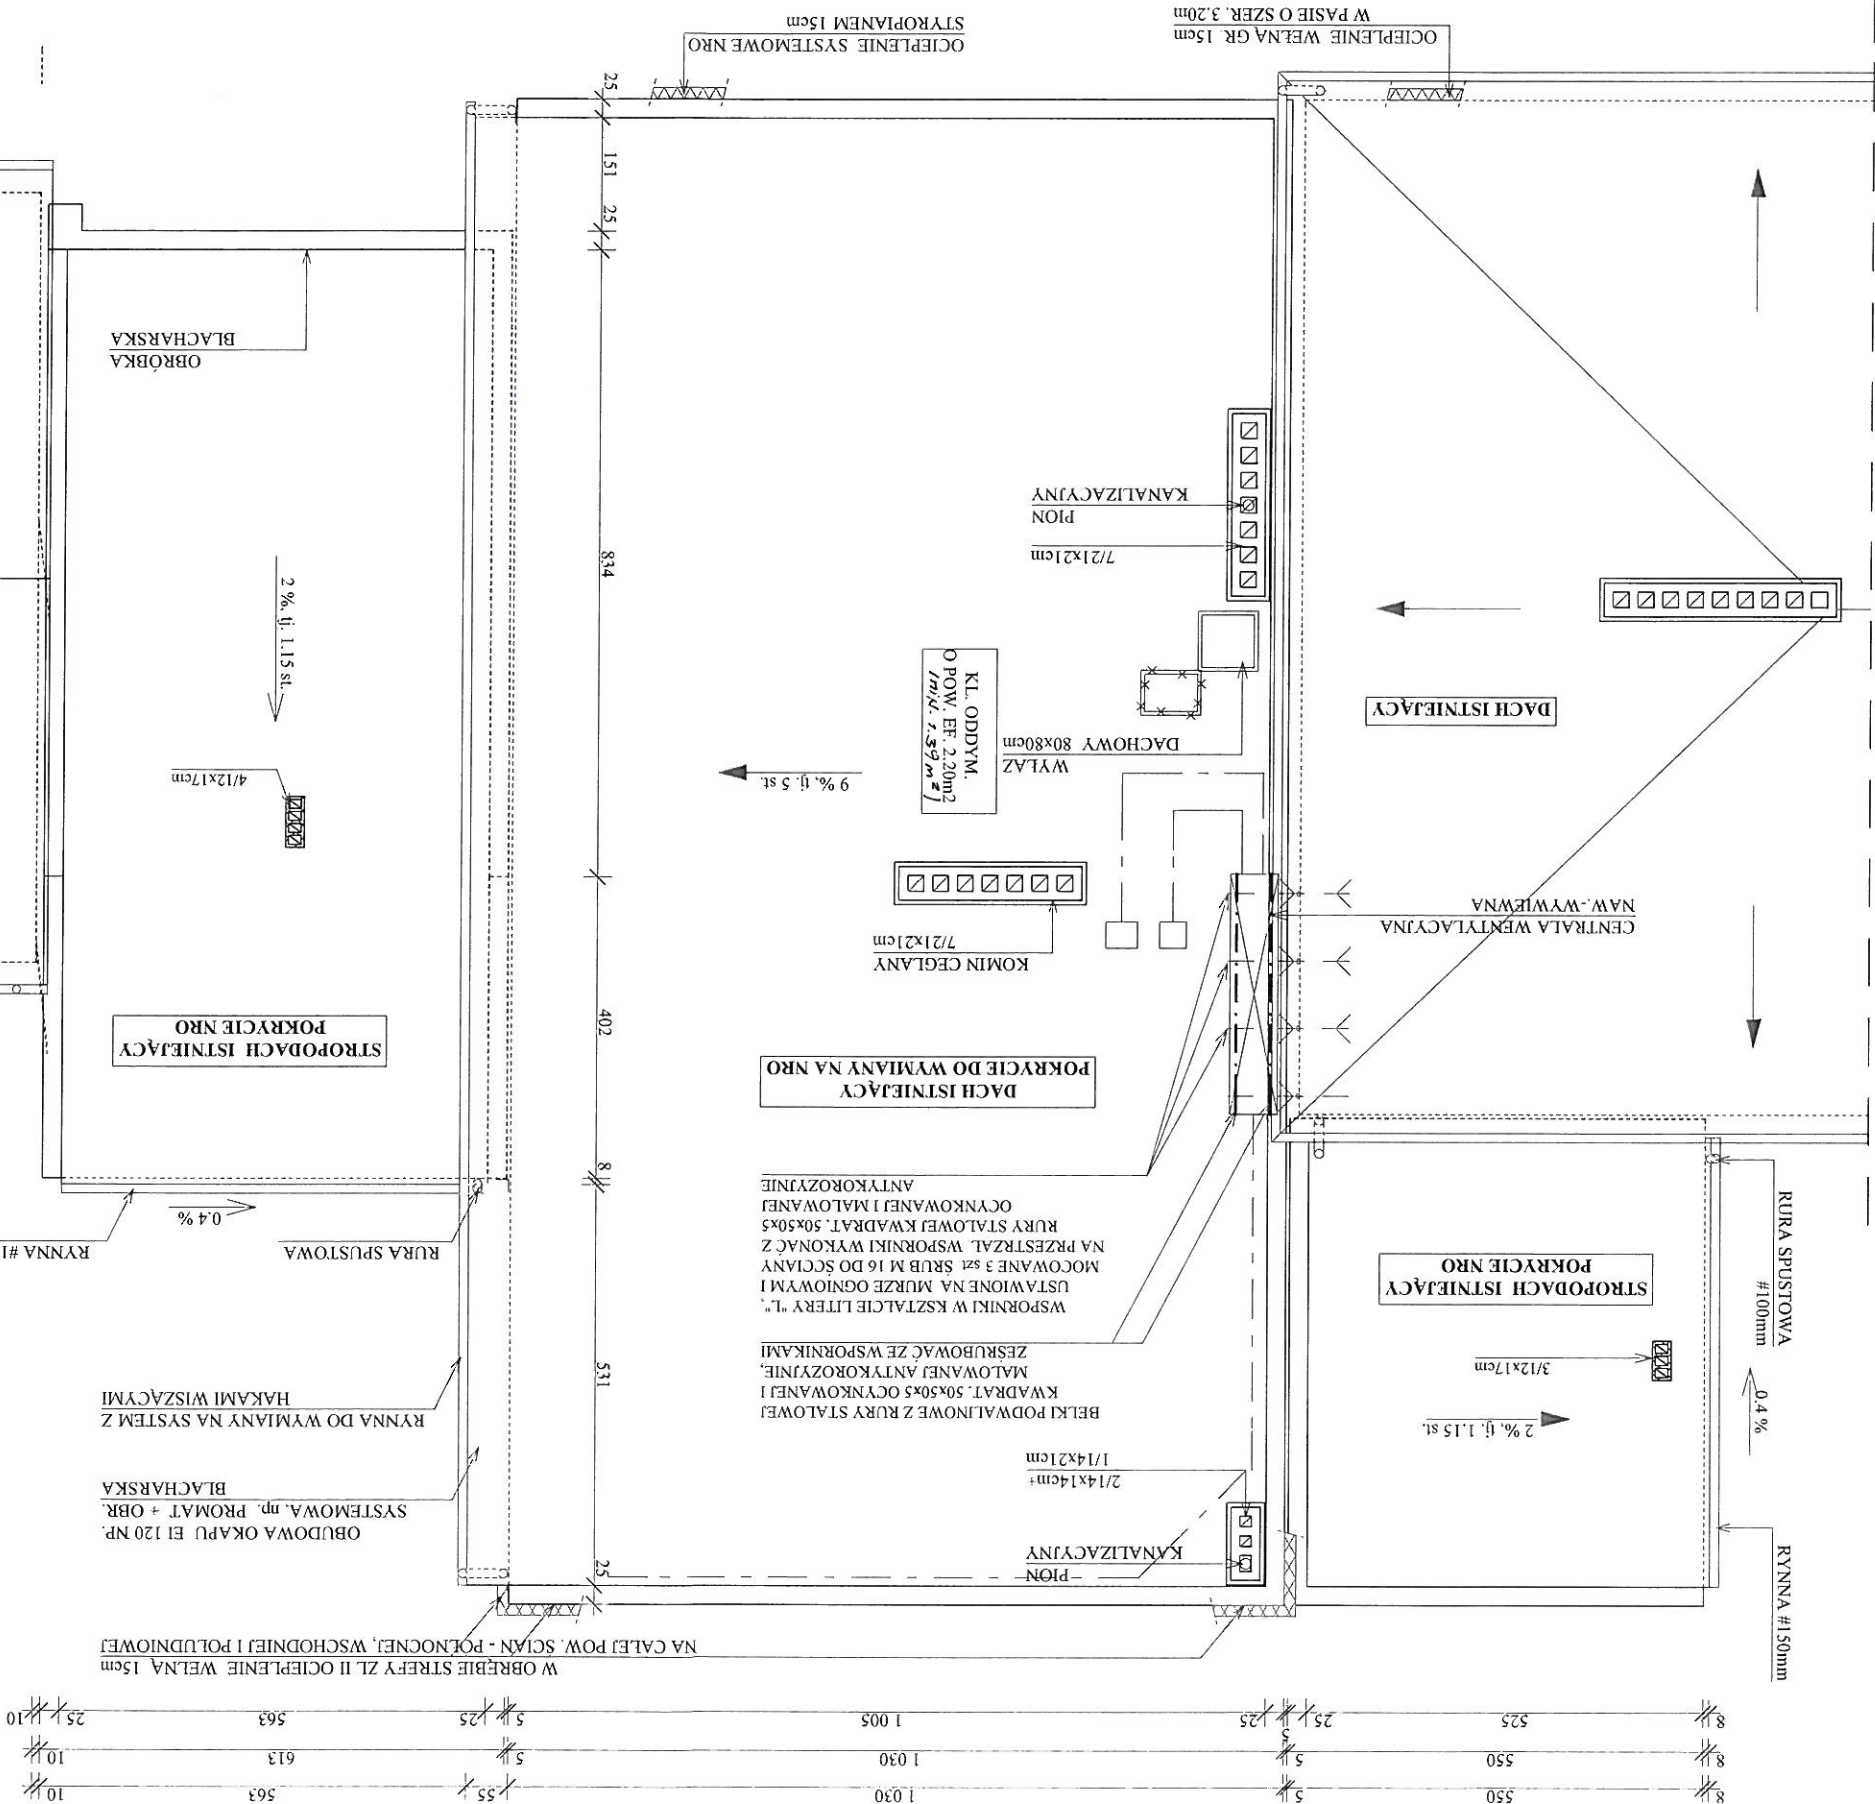 8 550 5 1 030 55 563 10
8 550 5 1 030 5 613 10
8 525 25 5 25 1 005 5 25 563 25 10
W OBRĘBIE STREFY ZL II OCIEPLENIE WEŁNĄ 15cm
NA CAŁEJ POW. ŚCIAN - PÓŁNOCNEJ, WSCHODNIEJ I POŁUDNIOWEJ
RYNNA #150mm
0.4 %
RURA SPUSTOWA
#100mm
2 %, tj. 1.15 st.
3/12x17cm
STROPODACH ISTNIEJĄCY
POKRYCIE NRO
PION
KANALIZACYJNY
2/14x14cm+
1/14x21cm
BELKI PODWALINOWE Z RURY STALOWEJ
KWADRAT. 50x50x5 OCYNKOWANEJ I
MALOWANEJ ANTYKOROZYJNIE,
ZEŚRUBOWAĆ ZE WSPORNIKAMI
WSPORNIKI W KSZTAŁCIE LITERY "L",
USTAWIONE NA MURZE OGNIOWYM I
MOCOWANE 3 szt. ŚRUB M 16 DO ŚCCIANY
NA PRZESTRZAŁ. WSPORNIKI WYKONAĆ Z
RURY STALOWEJ KWADRAT. 50x50x5
OCYNKOWANEJ I MALOWANEJ
ANTYKOROZYJNIE
DACH ISTNIEJĄCY
POKRYCIE DO WYMIANY NA NRO
OBUDOWA OKAPU EI 120 NP.
SYSTEMOWA, np. PROMAT + OBR.
BLACHARSKA
RYNNA DO WYMIANY NA SYSTEM Z
HAKAMI WISZĄCYMI
RURA SPUSTOWA
RYNNA #1
0.4 %
STROPODACH ISTNIEJĄCY
POKRYCIE NRO
25
531
8
402
834
25
151
25
CENTRALA WENTYLACYJNA
NAW.-WYWIEWNA
KOMIN CEGLANY
7/21x21cm
9 %, tj. 5 st.
WYŁAZ
DACHOWY 80x80cm
KL. ODDYM.
O POW. EF. 2.20m2
(min. 1.39 m²)
DACH ISTNIEJĄCY
4/12x17cm
2 %, tj. 1.15 st.
7/21x21cm
PION
KANALIZACYJNY
OBRÓBKA
BLACHARSKA
OCIEPLENIE WEŁNĄ GR. 15cm
W PASIE O SZER. 3.20m
OCIEPLENIE SYSTEMOWE NRO
STYROPIANEM 15cm